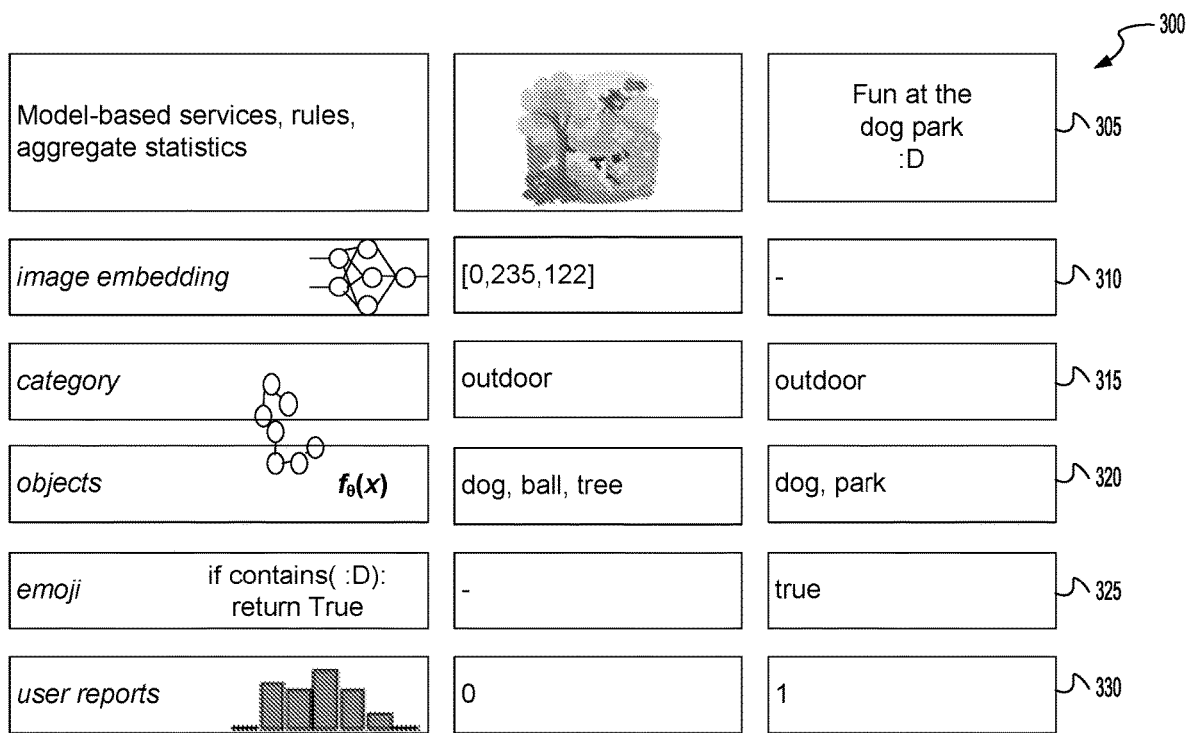 300
Model-based services, rules,
aggregate statistics
Fun at the
dog park
:D
305
image embedding
[0,235,122]
-
310
category
outdoor
outdoor
315
objects
fθ(x)
dog, ball, tree
dog, park
320
emoji
if contains( :D):
return True
-
true
325
user reports
0
1
330